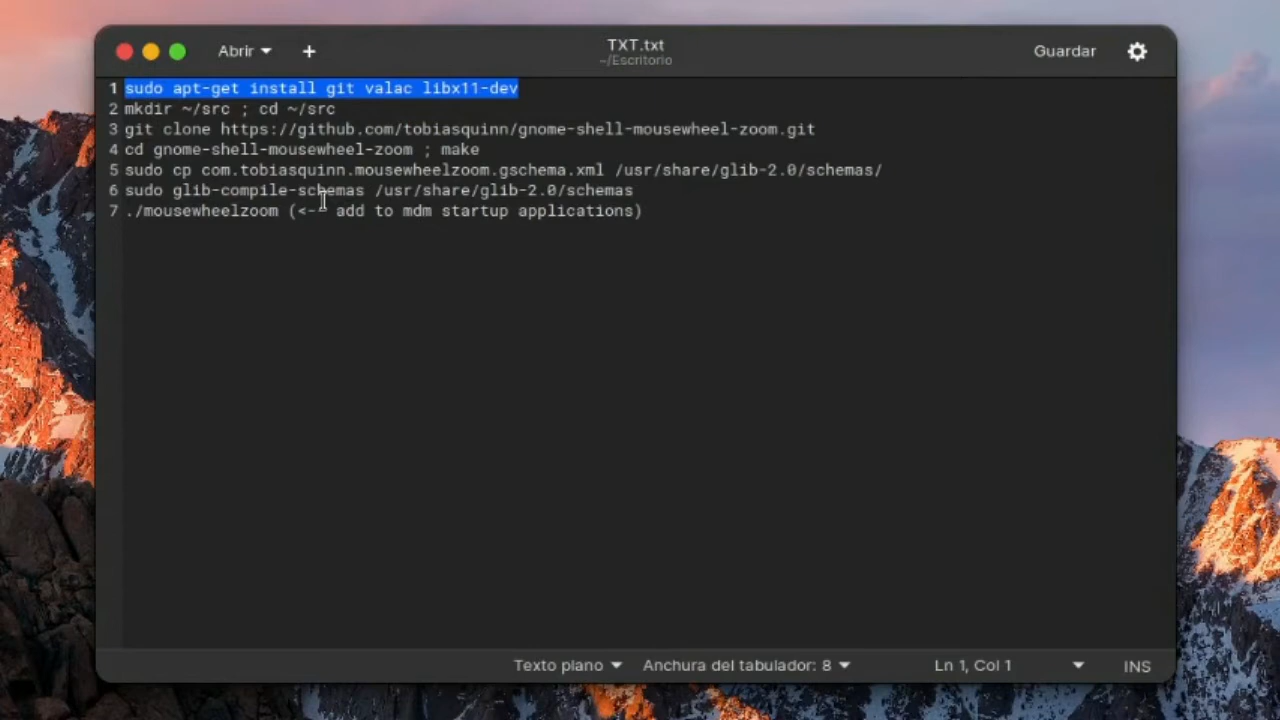 Abrir
+
TXT.txt
~/Escritorio
Guardar
1 sudo apt-get install git valac libx11-dev
2 mkdir ~/src ; cd ~/src
3 git clone https://github.com/tobiasquinn/gnome-shell-mousewheel-zoom.git
4 cd gnome-shell-mousewheel-zoom ; make
5 sudo cp com.tobiasquinn.mousewheelzoom.gschema.xml /usr/share/glib-2.0/schemas/
6 sudo glib-compile-schemas /usr/share/glib-2.0/schemas
7 ./mousewheelzoom (<-- add to mdm startup applications)
Texto plano Anchura del tabulador: 8 Ln 1, Col 1 INS